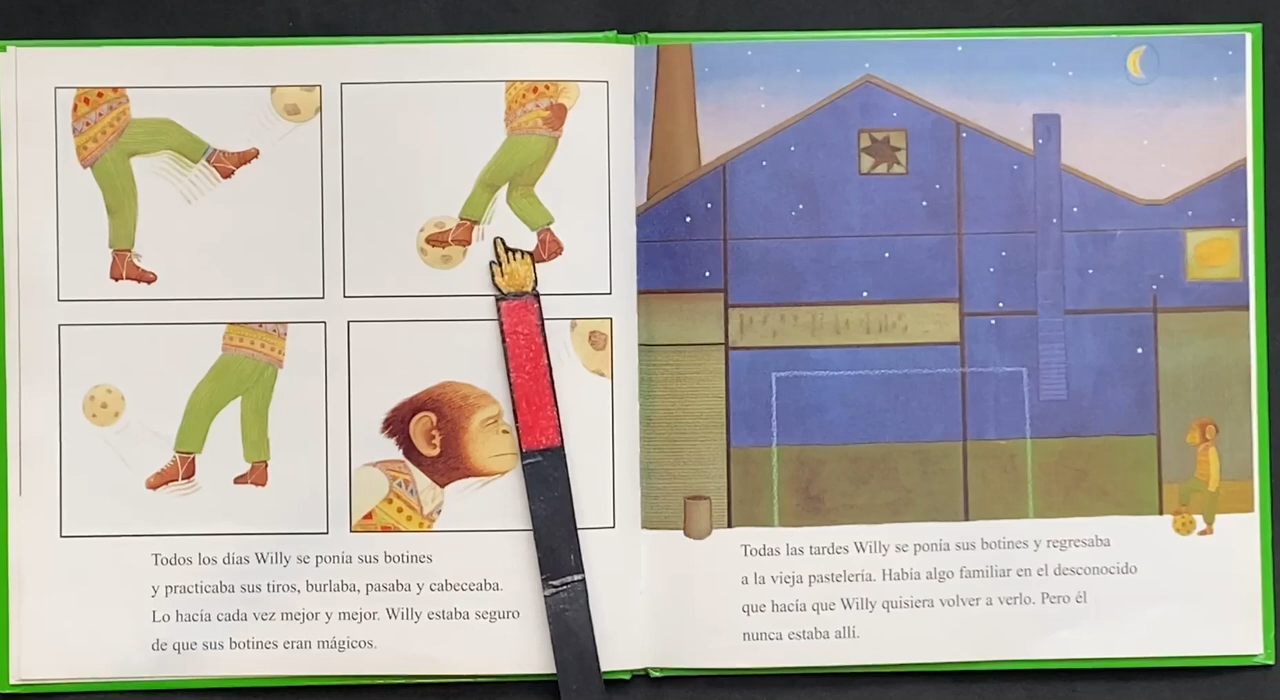 Todos los días Willy se ponía sus botines
y practicaba sus tiros, burlaba, pasaba y cabeceaba.
Lo hacía cada vez mejor y mejor. Willy estaba seguro
de que sus botines eran mágicos.
Todas las tardes Willy se ponía sus botines y regresaba
a la vieja pastelería. Había algo familiar en el desconocido
que hacía que Willy quisiera volver a verlo. Pero él
nunca estaba allí.